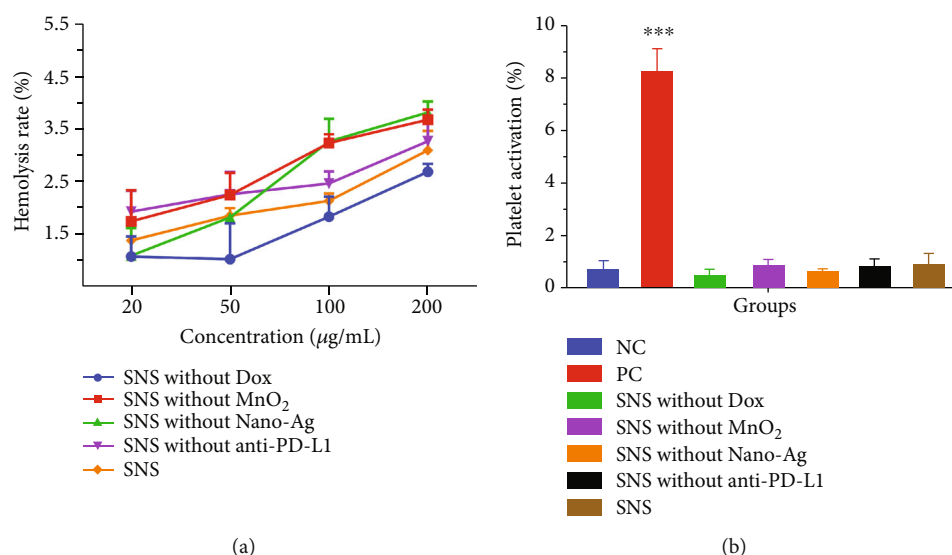 Hemolysis rate (%)
5.5
4.5
3.5
2.5
1.5
20 50 100 200
Concentration (μg/mL)
SNS without Dox
SNS without MnO₂
SNS without Nano-Ag
SNS without anti-PD-L1
SNS
(a)
Platelet activation (%)
10
8
6
4
2
0
***
Groups
NC
PC
SNS without Dox
SNS without MnO₂
SNS without Nano-Ag
SNS without anti-PD-L1
SNS
(b)